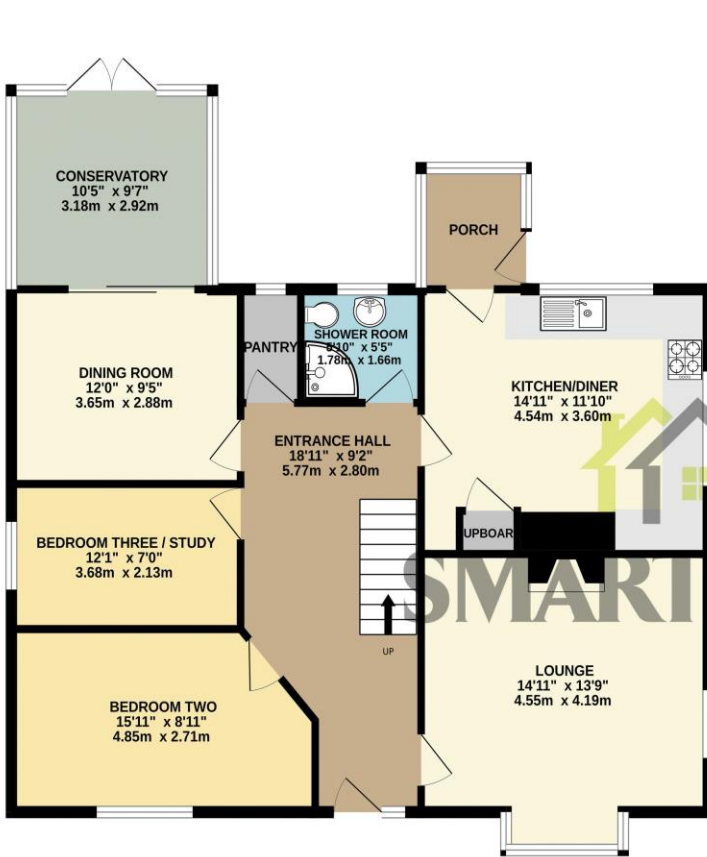 CONSERVATORY
10'5" x 9'7"
3.18m x 2.92m
PORCH
PANTRY
SHOWER ROOM
5'10" x 5'5"
1.78m x 1.66m
DINING ROOM
12'0" x 9'5"
3.65m x 2.88m
KITCHEN/DINER
14'11" x 11'10"
4.54m x 3.60m
ENTRANCE HALL
18'11" x 9'2"
5.77m x 2.80m
UPBOAR
BEDROOM THREE / STUDY
12'1" x 7'0"
3.68m x 2.13m
SMART
UP
LOUNGE
14'11" x 13'9"
4.55m x 4.19m
BEDROOM TWO
15'11" x 8'11"
4.85m x 2.71m